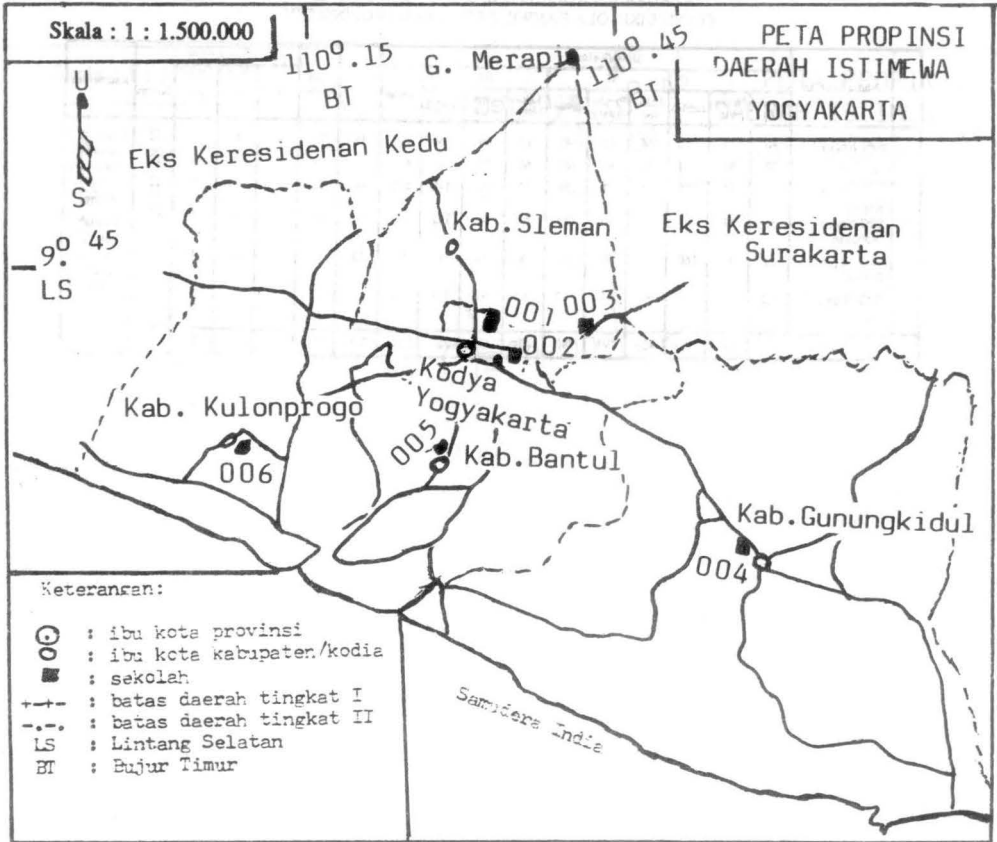 Skala : 1 : 1.500.000
PETA PROPINSI
DAERAH ISTIMEWA
YOGYAKARTA
110⁰.15
BT
G. Merapi
110⁰.45
BT
U
S
Eks Keresidenan Kedu
Kab.Sleman
Eks Keresidenan
Surakarta
9⁰. 45
LS
001
003
002
Kodya
Yogyakarta
Kab. Kulonprogo
005
006
Kab.Bantul
Kab.Gunungkidul
004
Keterangan:
: ibu kota provinsi
: ibu kota kabupaten/kodia
: sekolah
+-+- : batas daerah tingkat I
-.-. : batas daerah tingkat II
LS : Lintang Selatan
BT : Bujur Timur
Samudera India